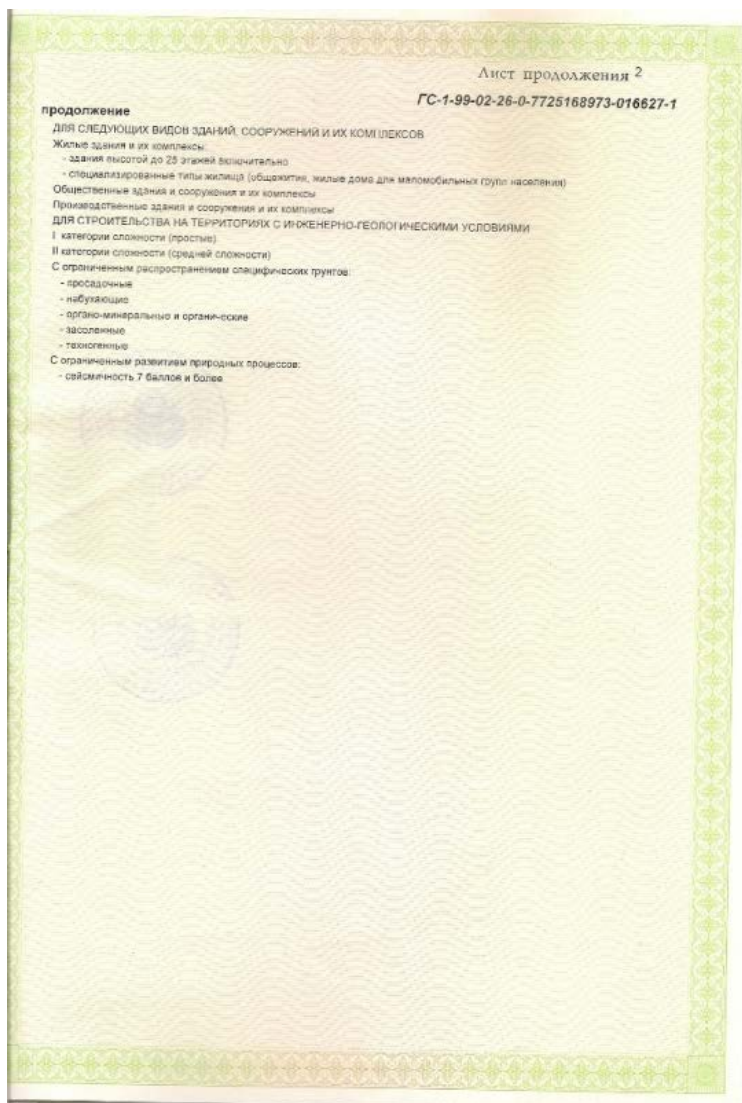 Лист продолжения 2
ГС-1-99-02-26-0-7725168973-016627-1
продолжение
ДЛЯ СЛЕДУЮЩИХ ВИДОВ ЗДАНИЙ, СООРУЖЕНИЙ И ИХ КОМПЛЕКСОВ
Жилые здания и их комплексы:
- здания высотой до 25 этажей включительно
- специализированные типы жилища (общежития, жилые дома для маломобильных групп населения)
Общественные здания и сооружения и их комплексы
Производственные здания и сооружения и их комплексы
ДЛЯ СТРОИТЕЛЬСТВА НА ТЕРРИТОРИЯХ С ИНЖЕНЕРНО-ГЕОЛОГИЧЕСКИМИ УСЛОВИЯМИ
I категории сложности (простые)
II категории сложности (средней сложности)
С ограниченным распространением специфических грунтов:
- просадочные
- набухающие
- органо-минеральные и органические
- засоленные
- техногенные
С ограниченным развитием природных процессов:
- сейсмичность 7 баллов и более